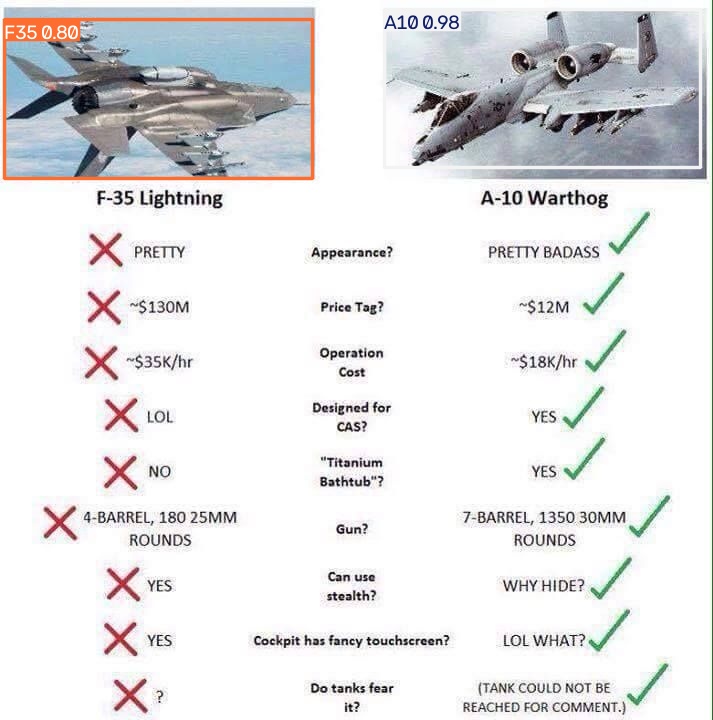 F35 0.80
A10 0.98
F-35 Lightning
A-10 Warthog
PRETTY
Appearance?
PRETTY BADASS
~$130M
Price Tag?
~$12M
~$35K/hr
Operation
Cost
~$18K/hr
LOL
Designed for
CAS?
YES
NO
"Titanium
Bathtub"?
YES
4-BARREL, 180 25MM
ROUNDS
Gun?
7-BARREL, 1350 30MM
ROUNDS
YES
Can use
stealth?
WHY HIDE?
YES
Cockpit has fancy touchscreen?
LOL WHAT?
?
Do tanks fear
it?
(TANK COULD NOT BE
REACHED FOR COMMENT.)